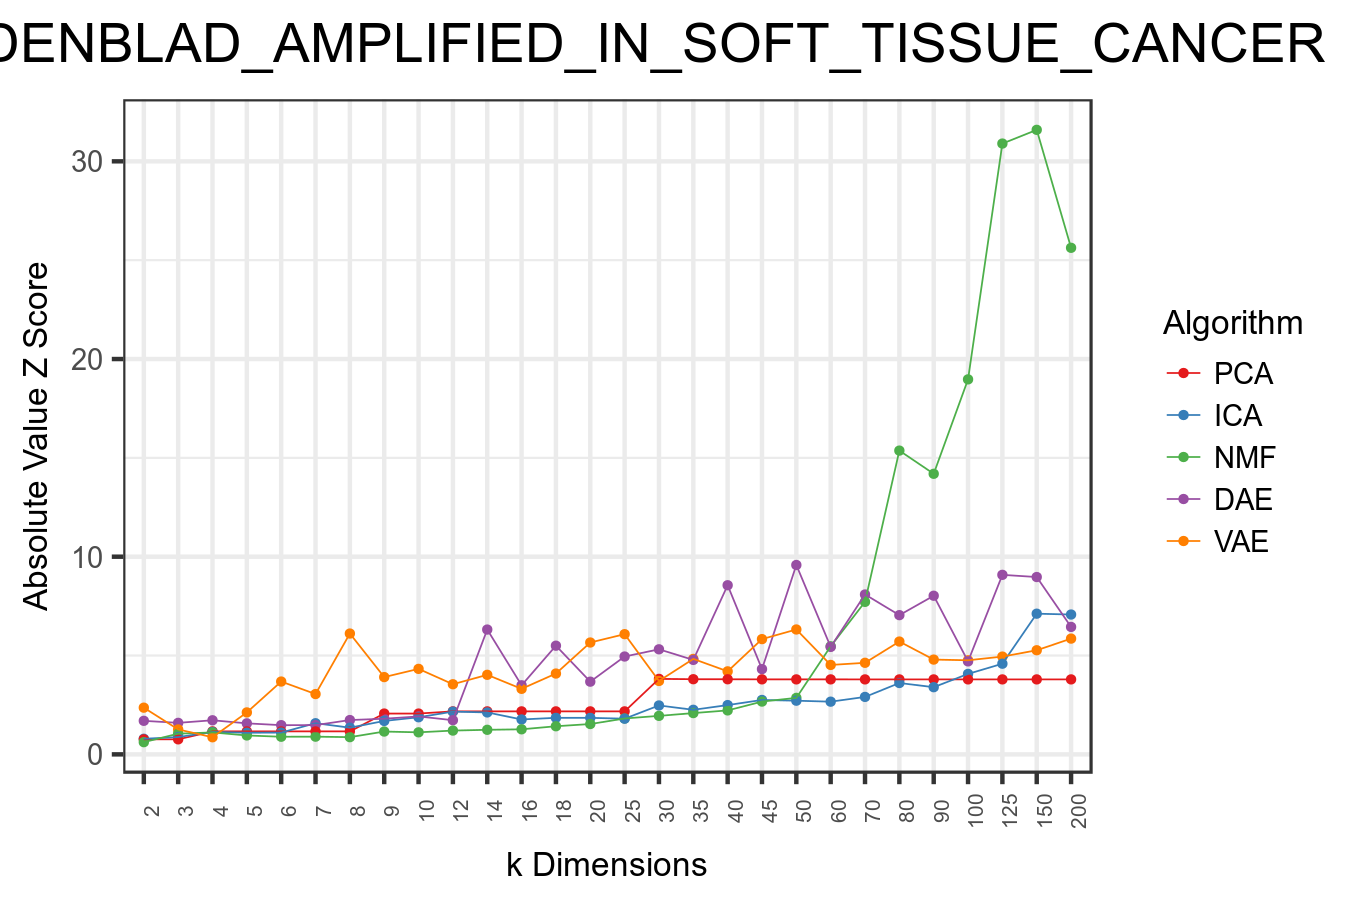 DENBLAD_AMPLIFIED_IN_SOFT_TISSUE_CANCER
30
20
10
0
Absolute Value Z Score
2 3 4 5 6 7 8 9 10 12 14 16 18 20 25 30 35 40 45 50 60 70 80 90 100 125 150 200
k Dimensions
Algorithm
PCA
ICA
NMF
DAE
VAE